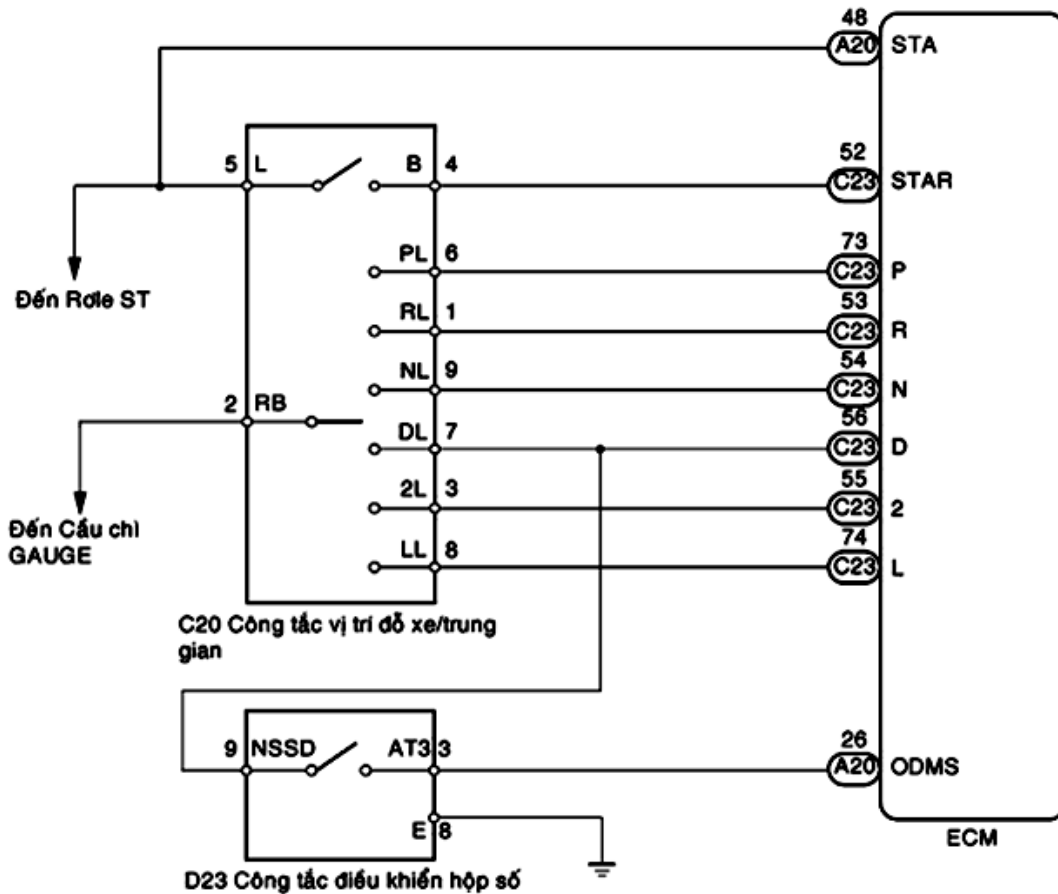 48
A20 STA
5 L B 4
52
C23 STAR
73
PL 6 C23 P
Đến Rơle ST
53
RL 1 C23 R
54
NL 9 C23 N
2 RB
56
DL 7 C23 D
55
2L 3 C23 2
Đến Cầu chì
GAUGE
74
LL 8 C23 L
C20 Công tắc vị trí đỗ xe/trung
gian
26
9 NSSD AT3 3 A20 ODMS
E 8
ECM
D23 Công tắc điều khiển hộp số